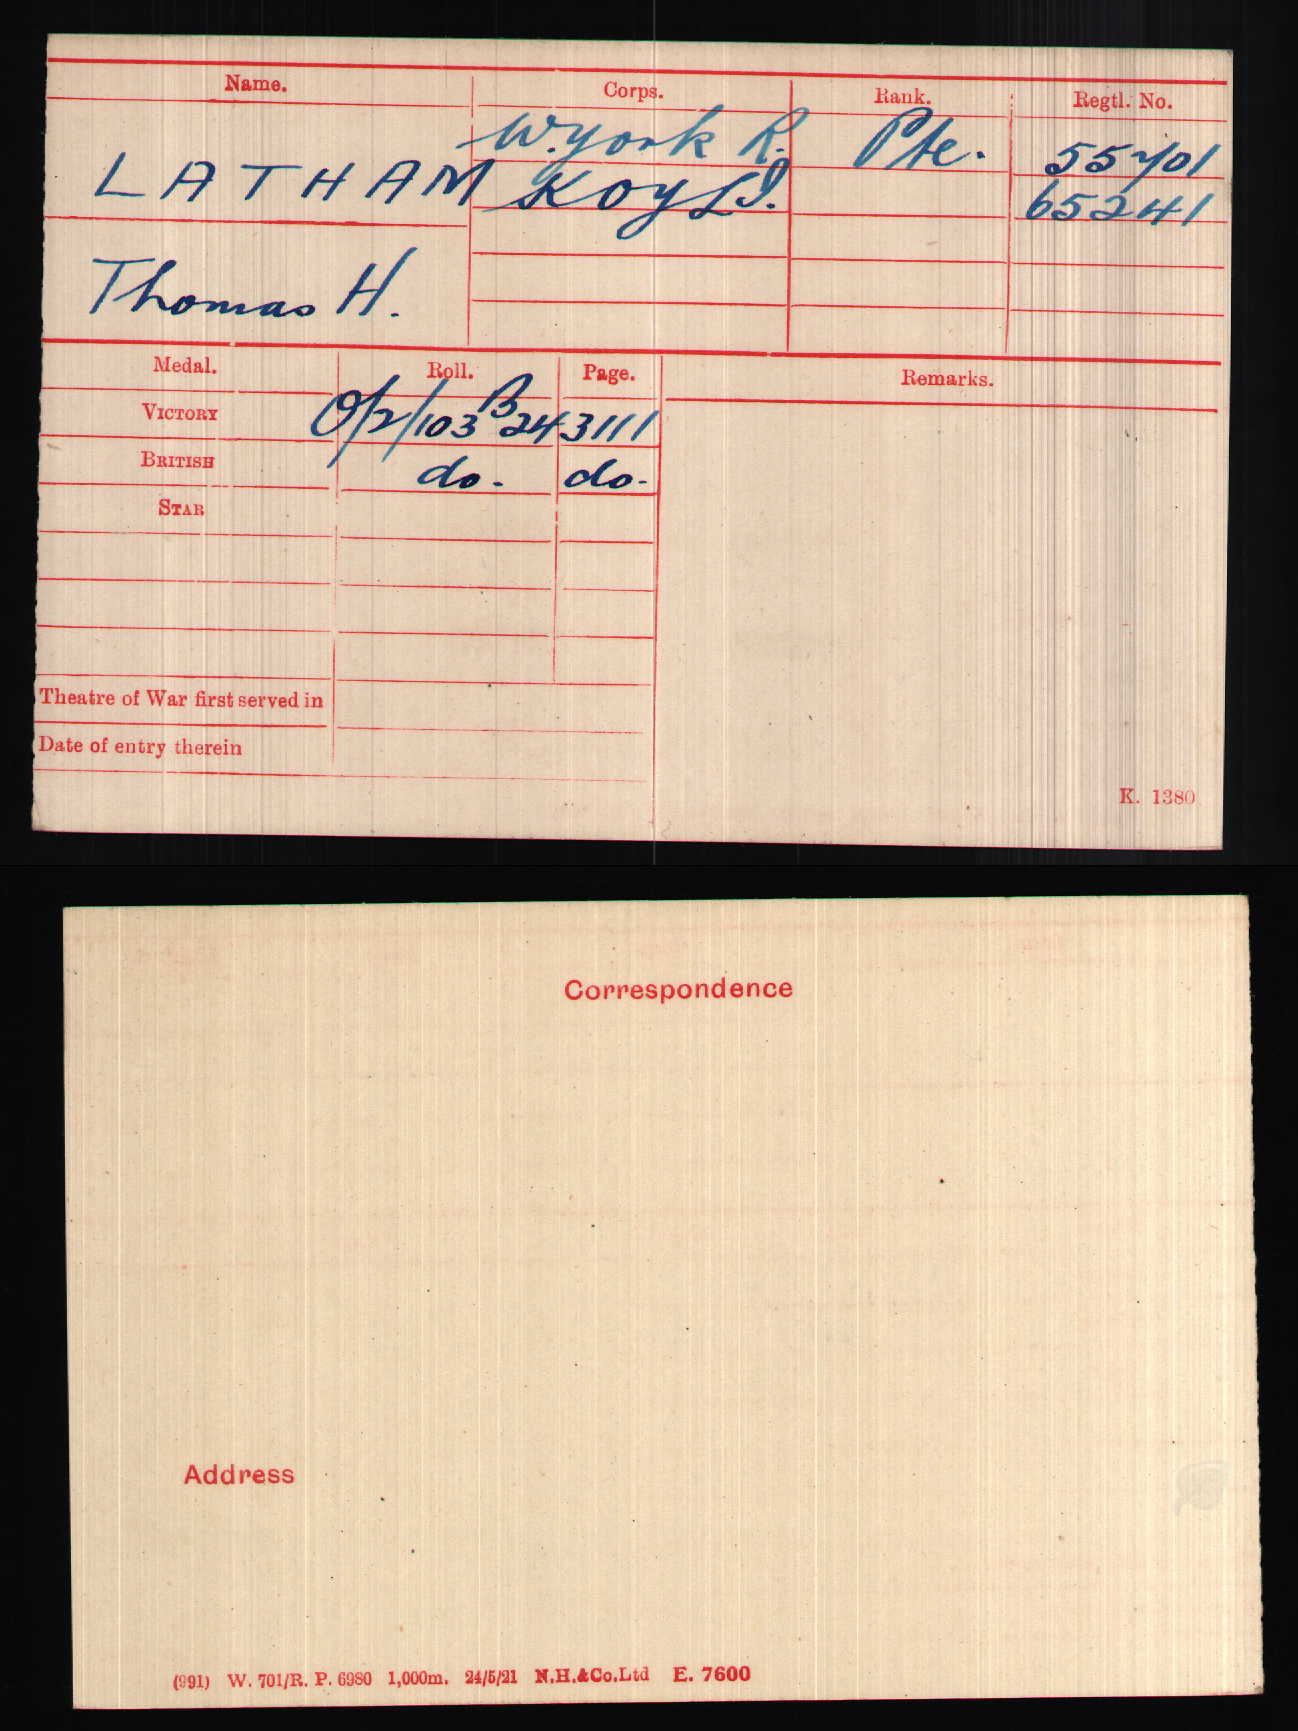 Name. Corps. Rank. Regtl. No.
W. York R. Pte. 55701
LATHAM KOYLI. 65241
Thomas H.
Medal. Roll. Page. Remarks.
VICTORY O/2/103 B 24 3111
BRITISH do. do.
STAR
Theatre of War first served in
Date of entry therein
K. 1380
Correspondence
Address
(991) W. 701/R. P. 6980 1,000m. 24/5/21 N.H.&Co.Ltd E. 7600